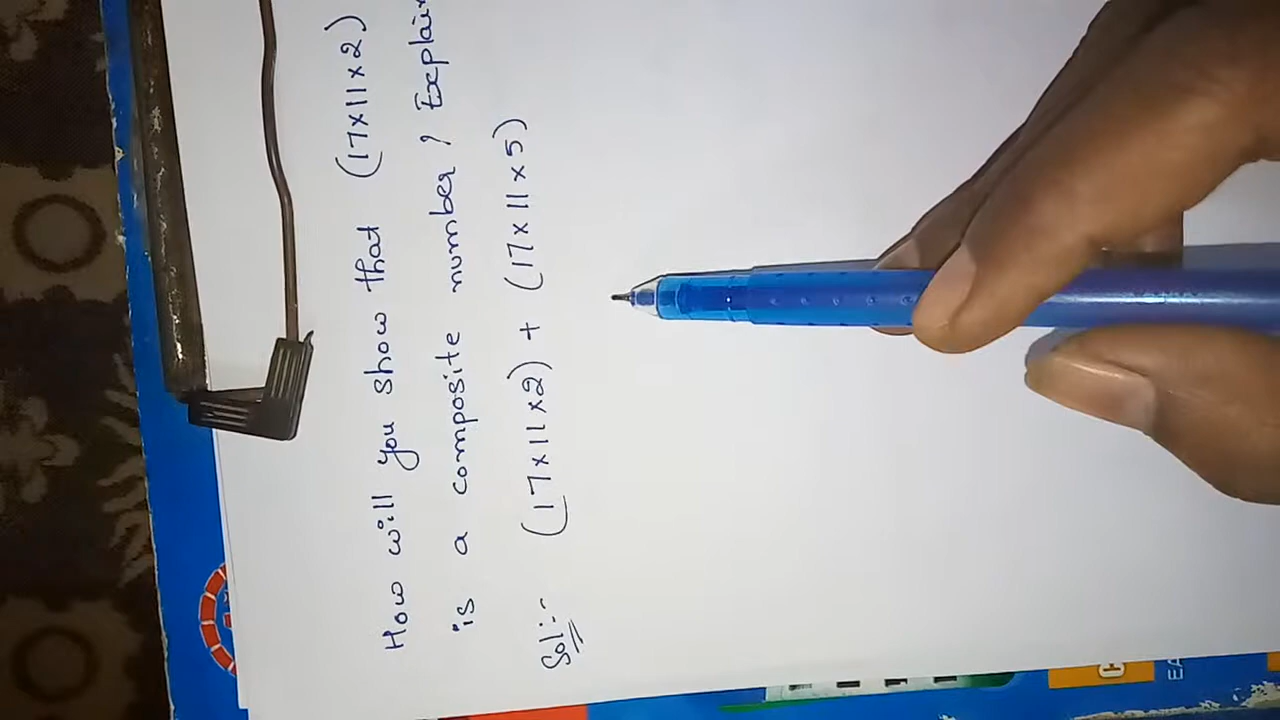 How will you show that (17×11×2)
is a composite number? Explain
Sol:- (17×11×2) + (17×11×5)